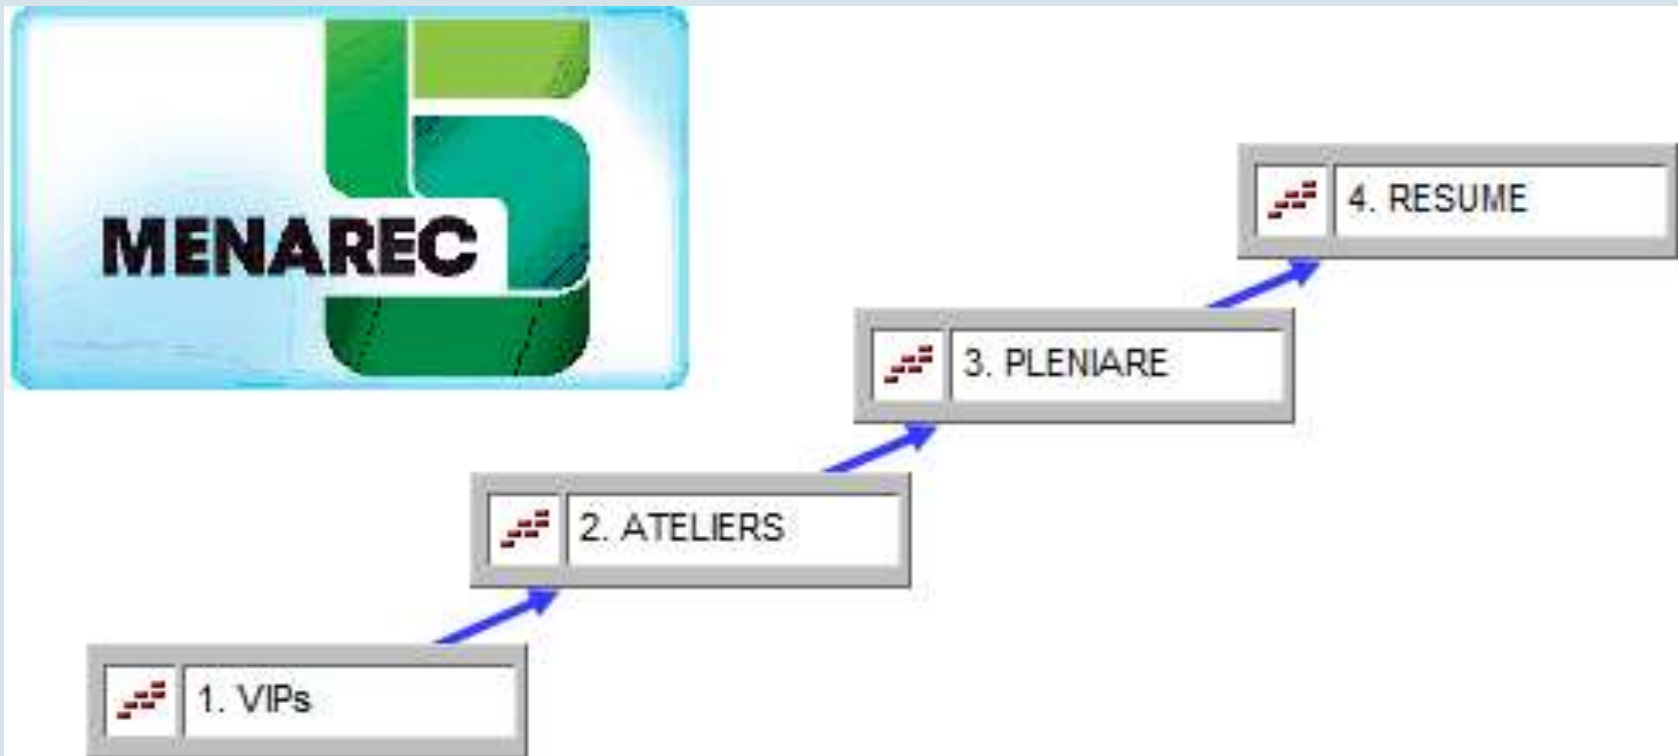 MENAREC
4. RESUME
3. PLENIARE
2. ATELIERS
1. VIPs